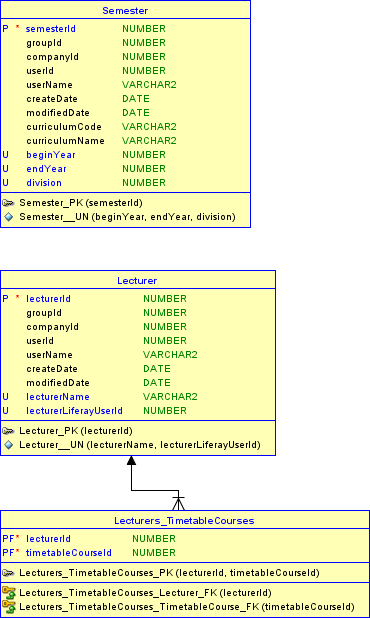 Semester
P * semesterId NUMBER
groupId NUMBER
companyId NUMBER
userId NUMBER
userName VARCHAR2
createDate DATE
modifiedDate DATE
curriculumCode VARCHAR2
curriculumName VARCHAR2
U beginYear NUMBER
U endYear NUMBER
U division NUMBER
Semester_PK (semesterId)
Semester__UN (beginYear, endYear, division)
Lecturer
P * lecturerId NUMBER
groupId NUMBER
companyId NUMBER
userId NUMBER
userName VARCHAR2
createDate DATE
modifiedDate DATE
U lecturerName VARCHAR2
U lecturerLiferayUserId NUMBER
Lecturer_PK (lecturerId)
Lecturer__UN (lecturerName, lecturerLiferayUserId)
Lecturers_TimetableCourses
PF* lecturerId NUMBER
PF* timetableCourseId NUMBER
Lecturers_TimetableCourses_PK (lecturerId, timetableCourseId)
Lecturers_TimetableCourses_Lecturer_FK (lecturerId)
Lecturers_TimetableCourses_TimetableCourse_FK (timetableCourseId)